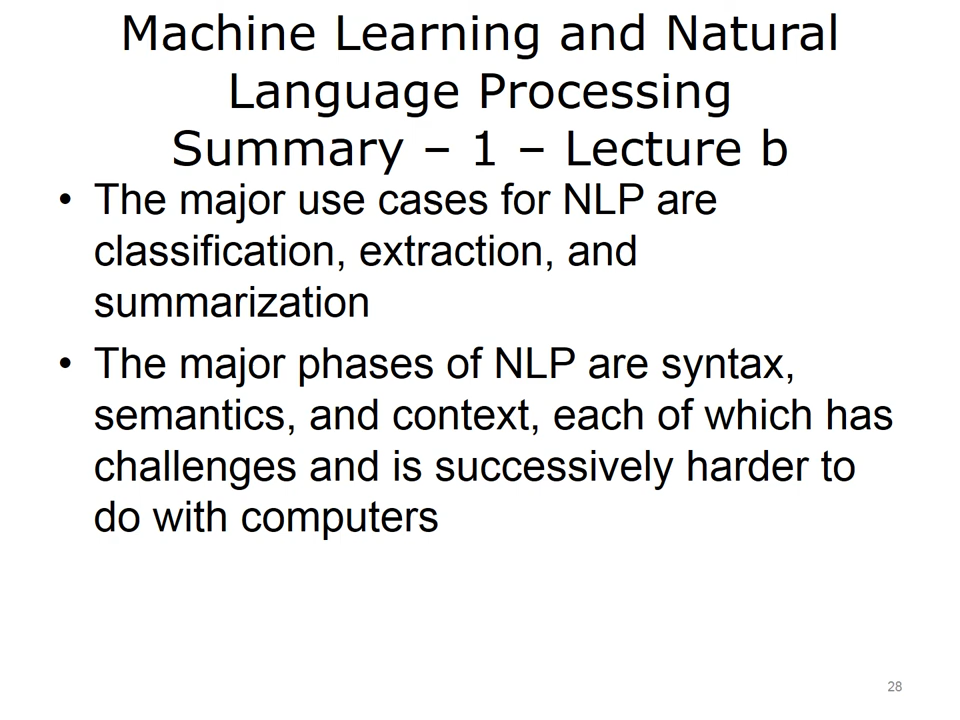 Machine Learning and Natural
Language Processing
Summary – 1 – Lecture b
• The major use cases for NLP are
classification, extraction, and
summarization
• The major phases of NLP are syntax,
semantics, and context, each of which has
challenges and is successively harder to
do with computers
28